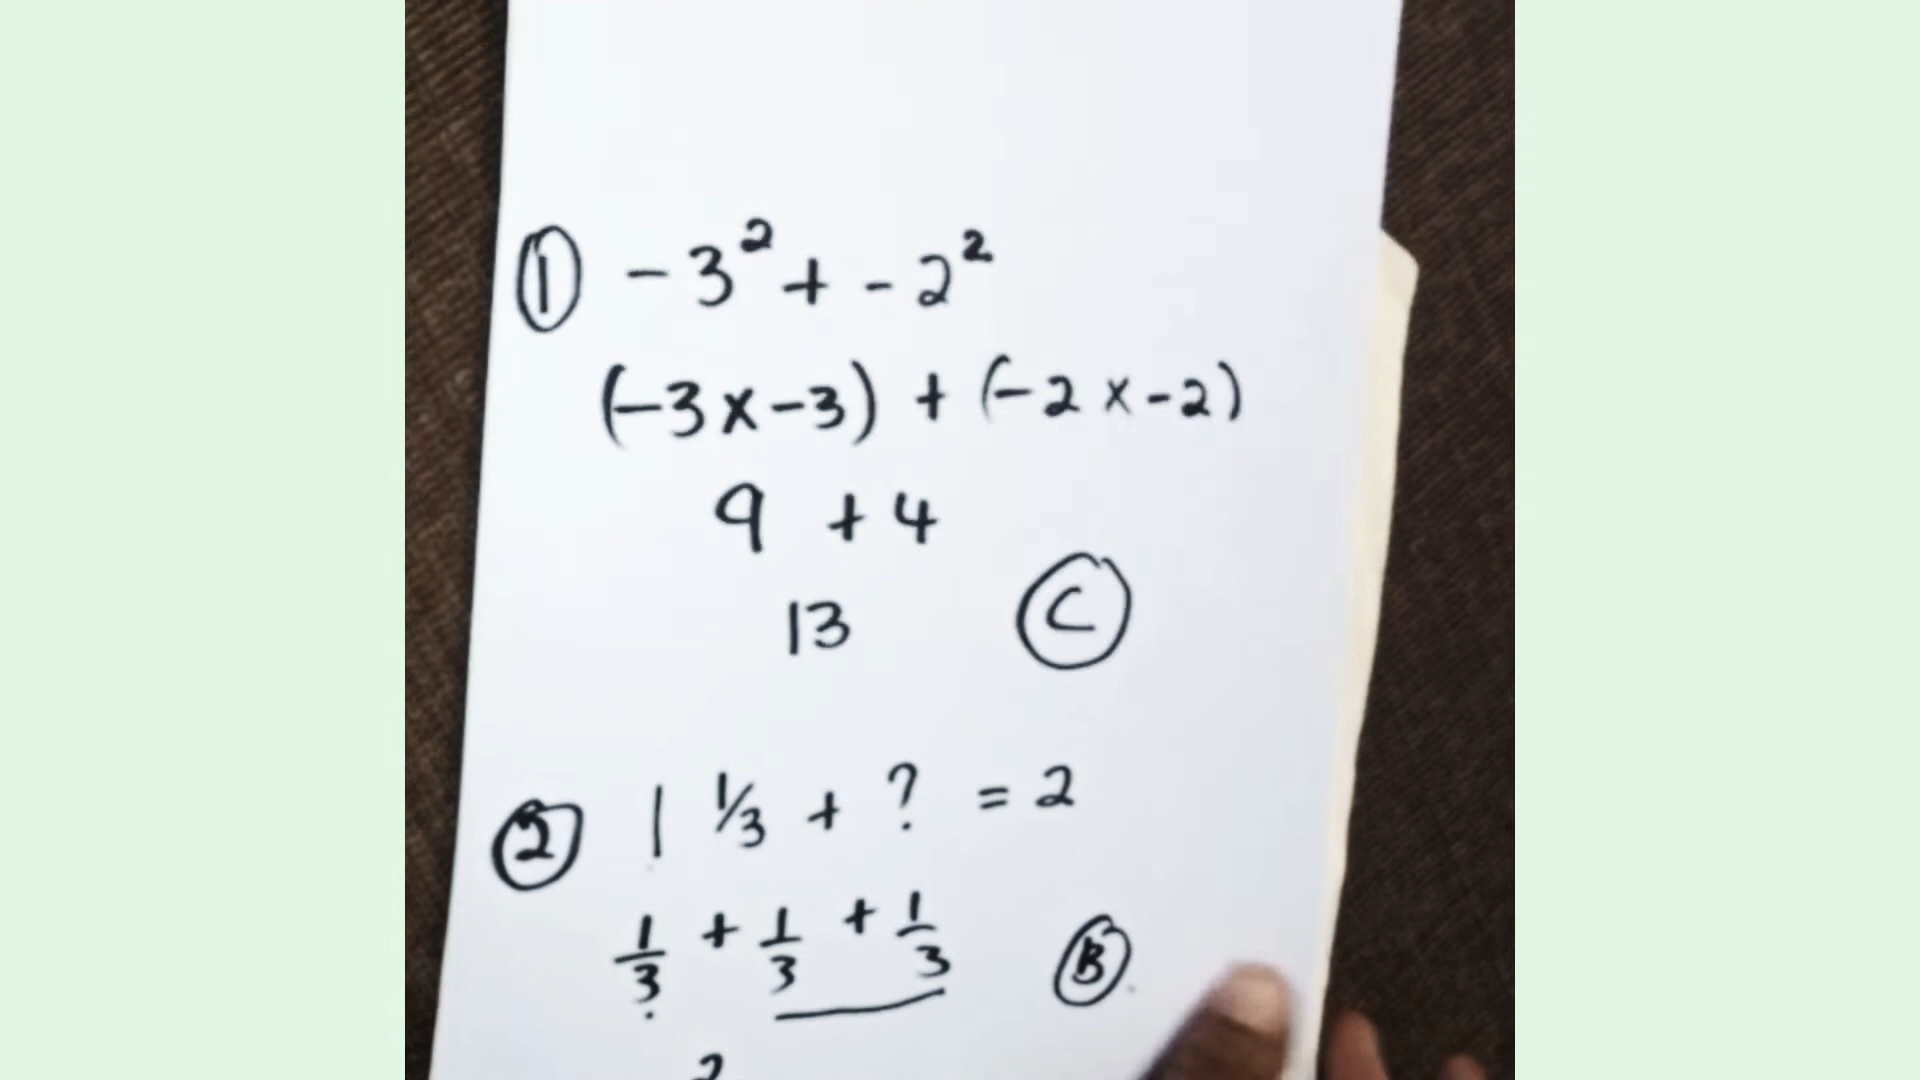 ① -3² + -2²
(-3 x -3) + (-2 x -2)
9 + 4
13 Ⓒ
② 1 1/3 + ? = 2
1/3 + 1/3 + 1/3 Ⓑ